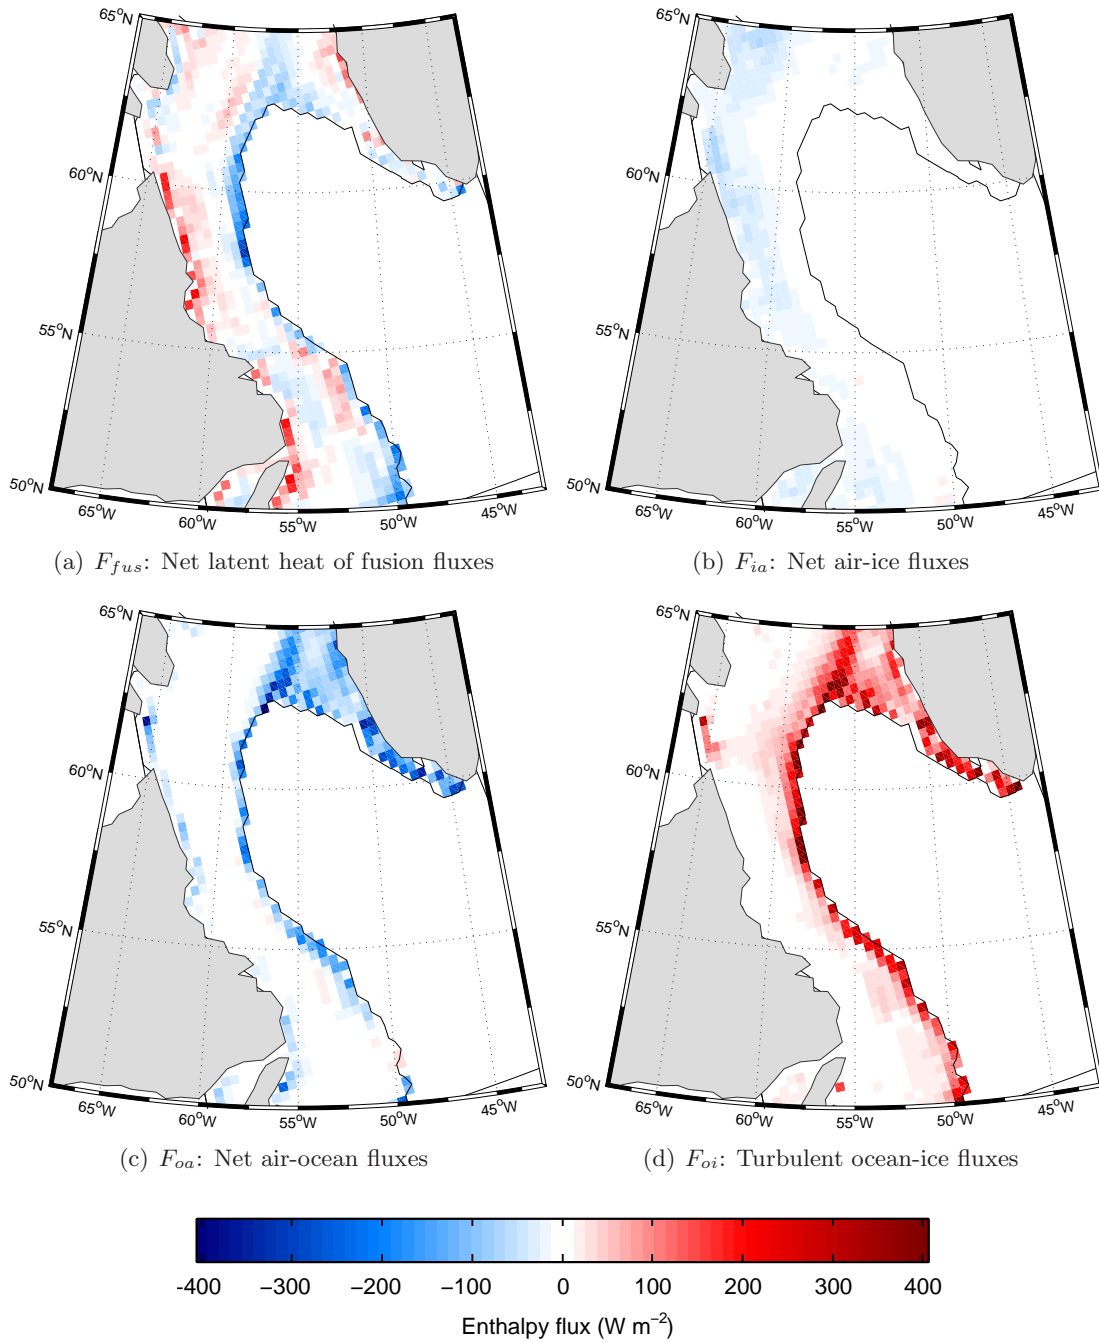 65°N
60°N
55°N
50°N
65°W
60°W
55°W
50°W
45°W
(a) F_fus: Net latent heat of fusion fluxes
65°N
60°N
55°N
50°N
65°W
60°W
55°W
50°W
45°W
(b) F_ia: Net air-ice fluxes
65°N
60°N
55°N
50°N
65°W
60°W
55°W
50°W
45°W
(c) F_oa: Net air-ocean fluxes
65°N
60°N
55°N
50°N
65°W
60°W
55°W
50°W
45°W
(d) F_oi: Turbulent ocean-ice fluxes
-400 -300 -200 -100 0 100 200 300 400
Enthalpy flux (W m⁻²)